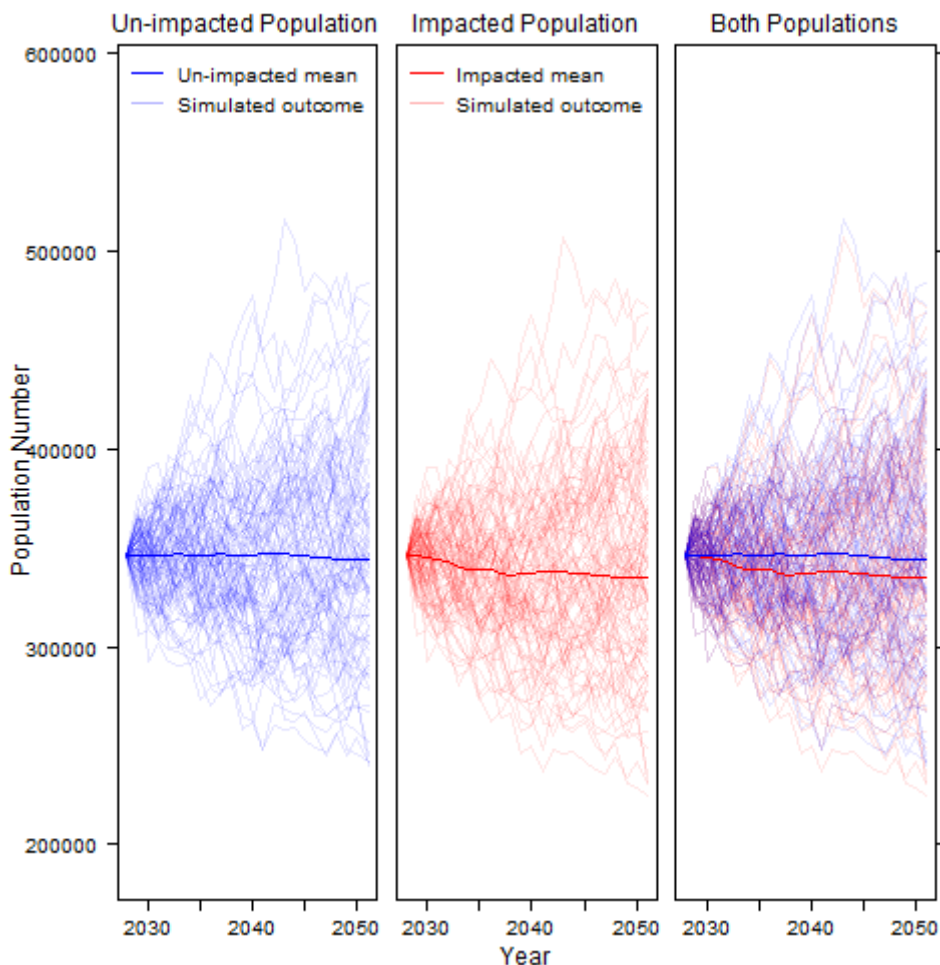 Un-impacted Population
Impacted Population
Both Populations
Un-impacted mean
Simulated outcome
Impacted mean
Simulated outcome
600000
500000
400000
300000
200000
Population Number
2030
2040
2050
2030
2040
2050
2030
2040
2050
Year